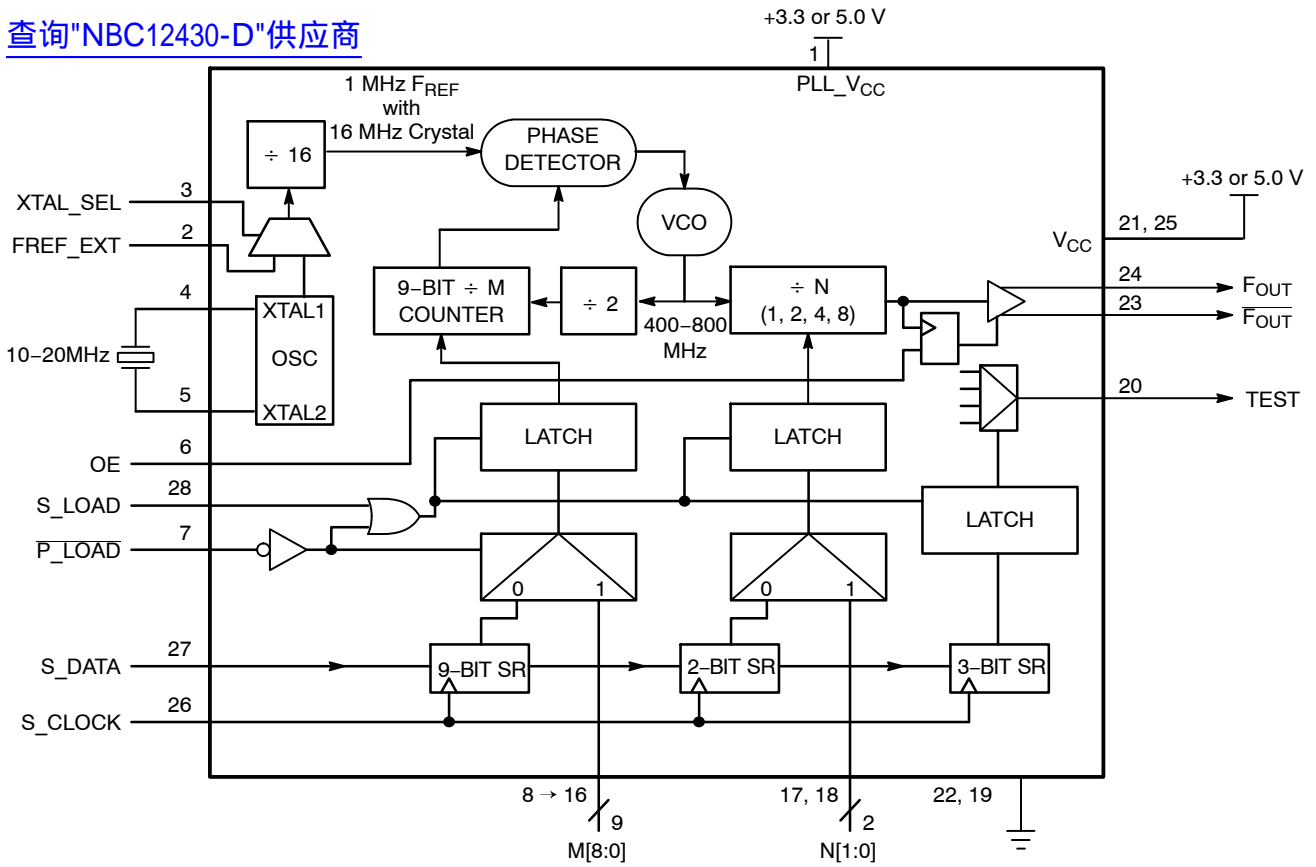 查询"NBC12430-D"供应商
+3.3 or 5.0 V
1
PLL_VCC
1 MHz FREF
with
16 MHz Crystal
÷ 16
PHASE
DETECTOR
VCO
+3.3 or 5.0 V
21, 25
VCC
XTAL_SEL
3
FREF_EXT
2
4
XTAL1
10−20MHz
OSC
5
XTAL2
9−BIT ÷ M
COUNTER
÷ 2
400−800
MHz
÷ N
(1, 2, 4, 8)
24
FOUT
23
FOUT
20
TEST
LATCH
LATCH
LATCH
OE
6
S_LOAD
28
P_LOAD
7
0
1
0
1
S_DATA
27
9−BIT SR
2−BIT SR
3−BIT SR
S_CLOCK
26
8 → 16
9
M[8:0]
17, 18
2
N[1:0]
22, 19